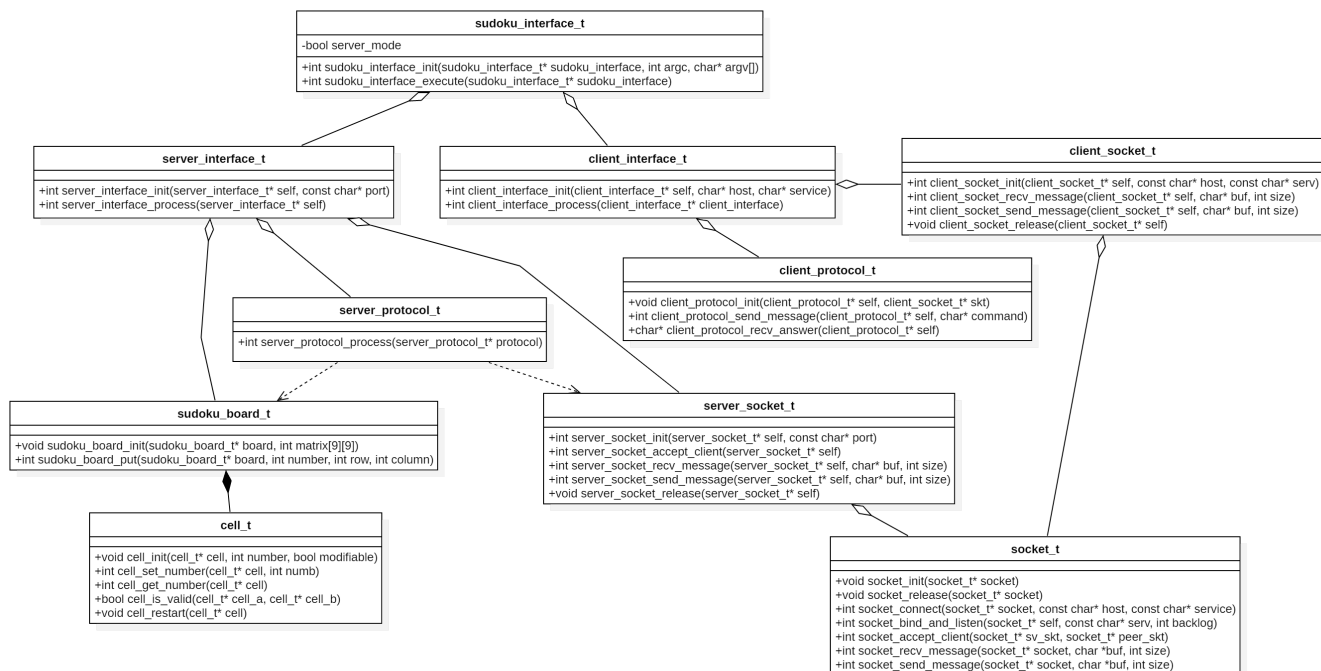 sudoku_interface_t
-bool server_mode
+int sudoku_interface_init(sudoku_interface_t* sudoku_interface, int argc, char* argv[])
+int sudoku_interface_execute(sudoku_interface_t* sudoku_interface)
server_interface_t
+int server_interface_init(server_interface_t* self, const char* port)
+int server_interface_process(server_interface_t* self)
client_interface_t
+int client_interface_init(client_interface_t* self, char* host, char* service)
+int client_interface_process(client_interface_t* client_interface)
client_socket_t
+int client_socket_init(client_socket_t* self, const char* host, const char* serv)
+int client_socket_recv_message(client_socket_t* self, char* buf, int size)
+int client_socket_send_message(client_socket_t* self, char* buf, int size)
+void client_socket_release(client_socket_t* self)
client_protocol_t
+void client_protocol_init(client_protocol_t* self, client_socket_t* skt)
+int client_protocol_send_message(client_protocol_t* self, char* command)
+char* client_protocol_recv_answer(client_protocol_t* self)
server_protocol_t
+int server_protocol_process(server_protocol_t* protocol)
sudoku_board_t
+void sudoku_board_init(sudoku_board_t* board, int matrix[9][9])
+int sudoku_board_put(sudoku_board_t* board, int number, int row, int column)
server_socket_t
+int server_socket_init(server_socket_t* self, const char* port)
+int server_socket_accept_client(server_socket_t* self)
+int server_socket_recv_message(server_socket_t* self, char* buf, int size)
+int server_socket_send_message(server_socket_t* self, char* buf, int size)
+void server_socket_release(server_socket_t* self)
cell_t
+void cell_init(cell_t* cell, int number, bool modifiable)
+int cell_set_number(cell_t* cell, int numb)
+int cell_get_number(cell_t* cell)
+bool cell_is_valid(cell_t* cell_a, cell_t* cell_b)
+void cell_restart(cell_t* cell)
socket_t
+void socket_init(socket_t* socket)
+void socket_release(socket_t* socket)
+int socket_connect(socket_t* socket, const char* host, const char* service)
+int socket_bind_and_listen(socket_t* self, const char* serv, int backlog)
+int socket_accept_client(socket_t* sv_skt, socket_t* peer_skt)
+int socket_recv_message(socket_t* socket, char *buf, int size)
+int socket_send_message(socket_t* socket, char *buf, int size)